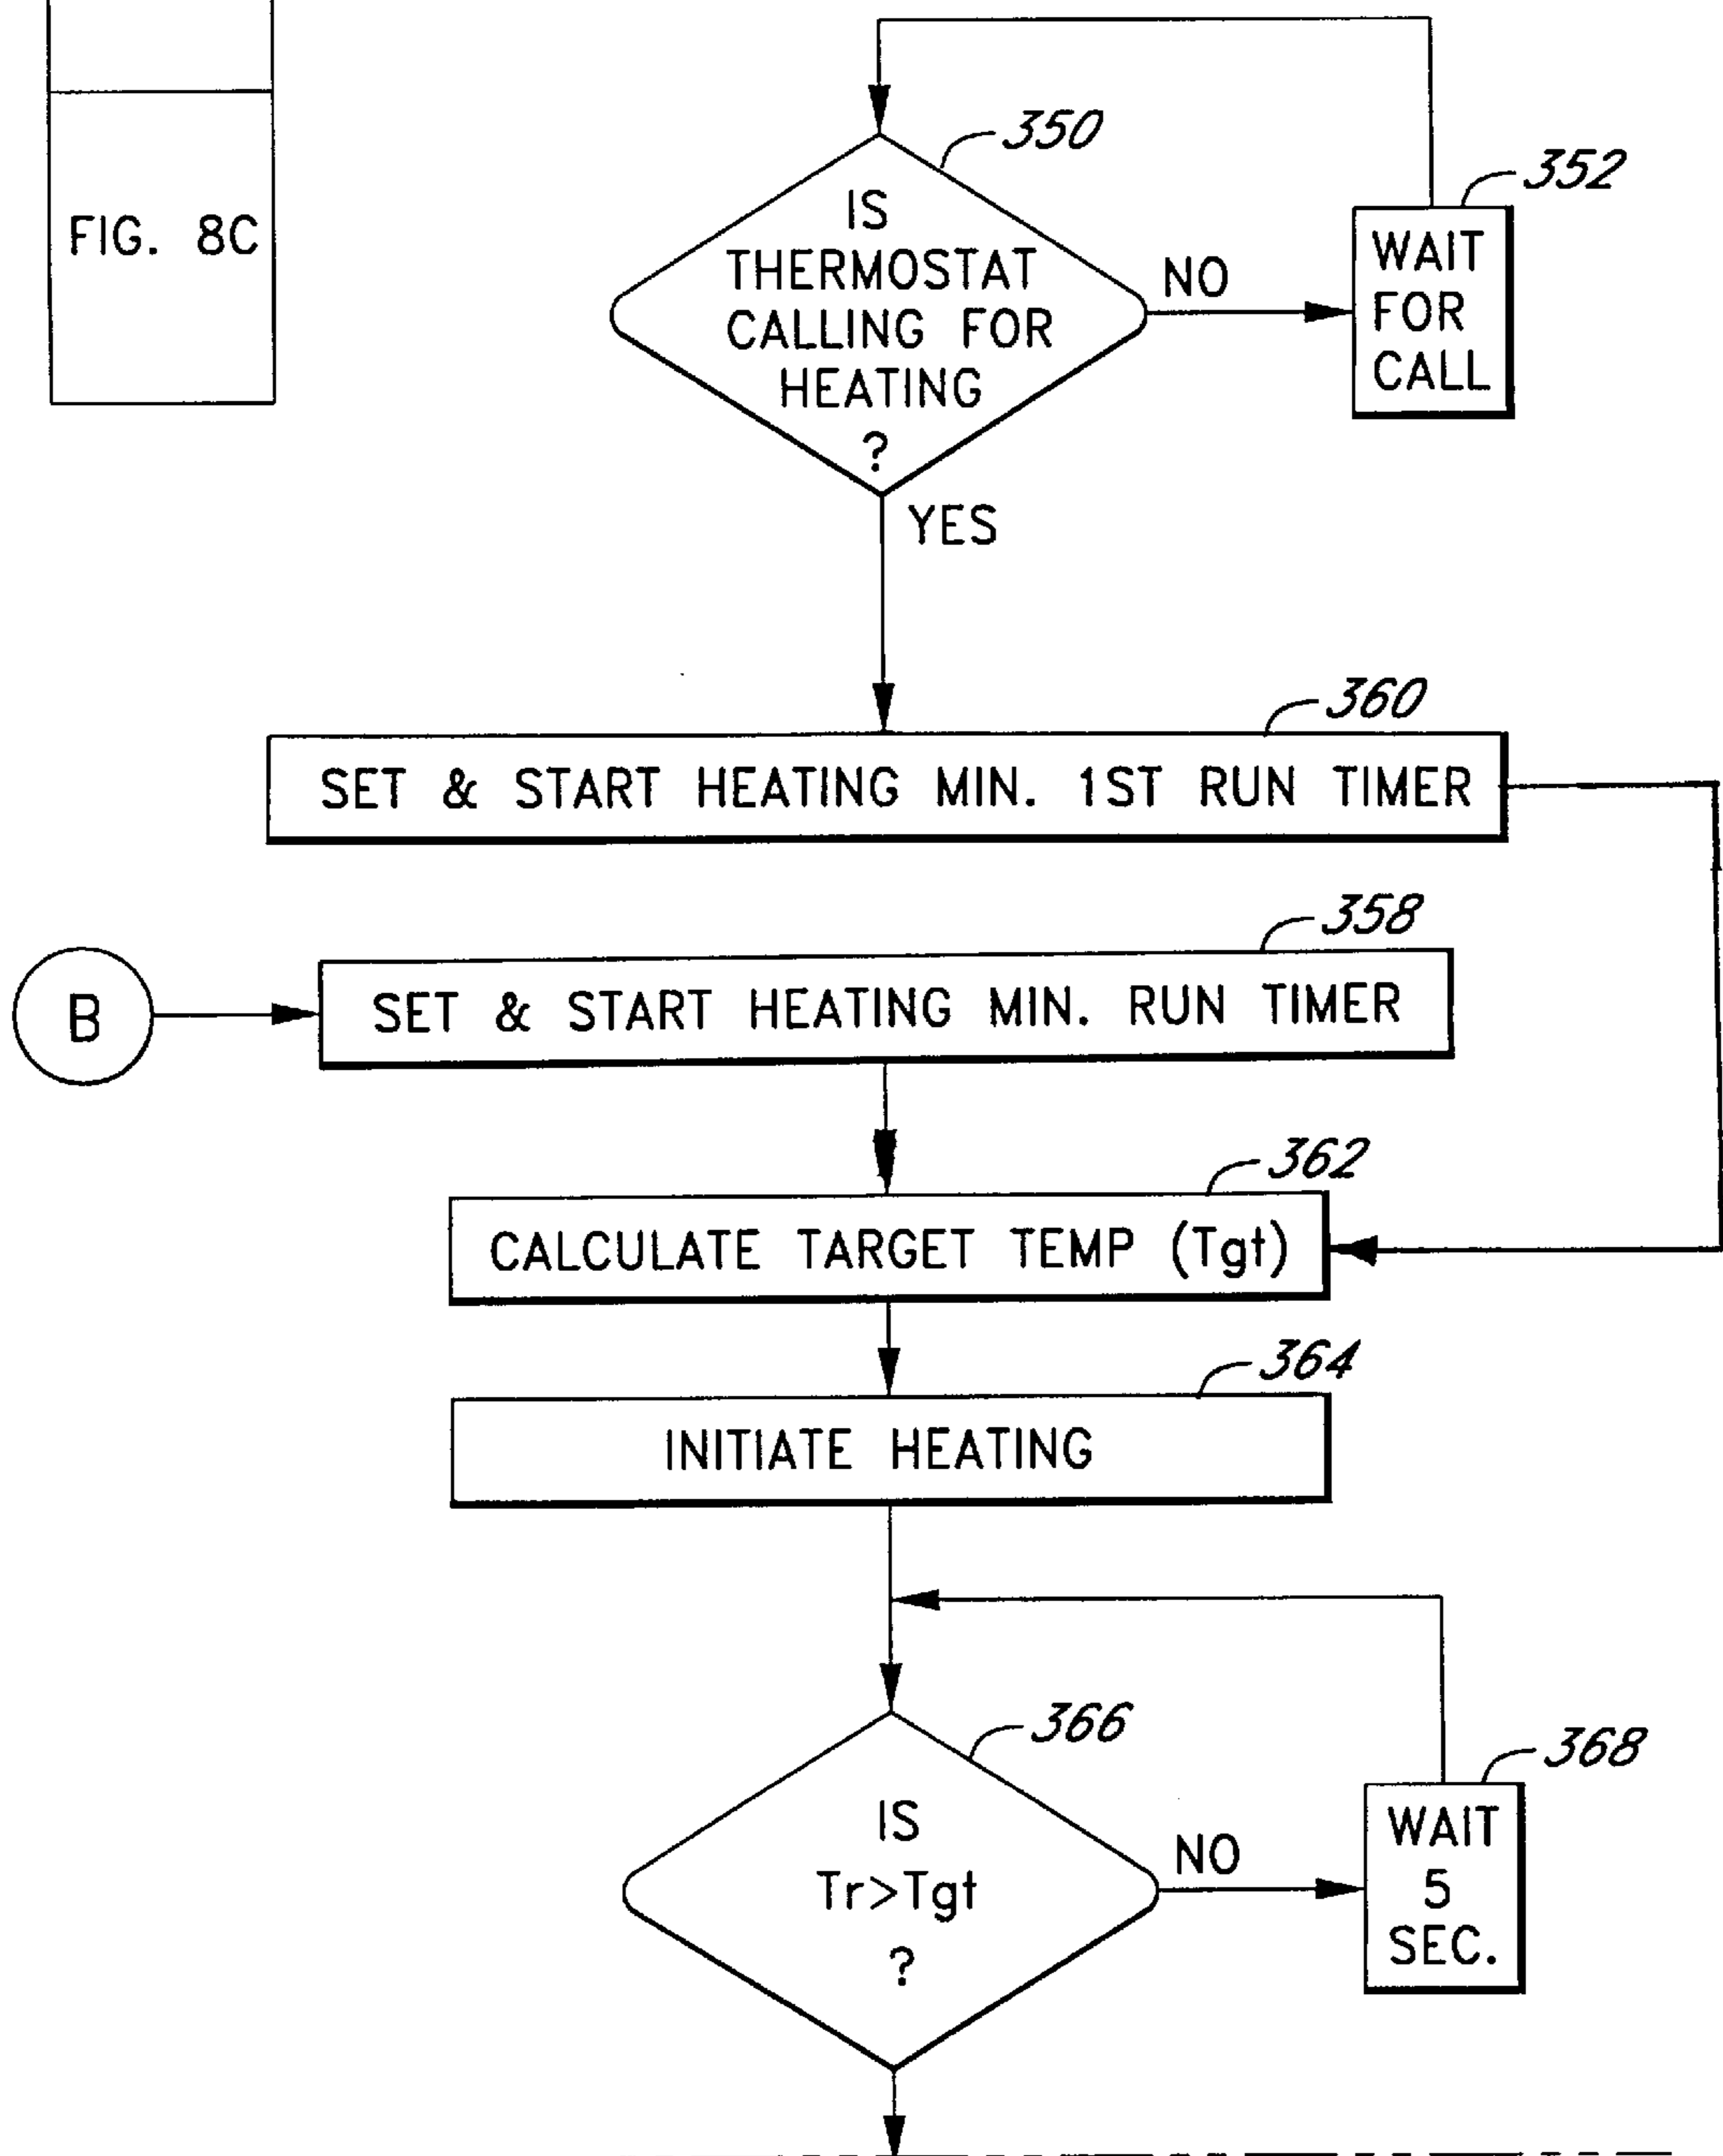 FIG. 8C
350
IS
THERMOSTAT
CALLING FOR
HEATING
?
NO
352
WAIT
FOR
CALL
YES
360
SET & START HEATING MIN. 1ST RUN TIMER
358
B
SET & START HEATING MIN. RUN TIMER
362
CALCULATE TARGET TEMP (Tgt)
364
INITIATE HEATING
366
IS
Tr>Tgt
?
NO
368
WAIT
5
SEC.